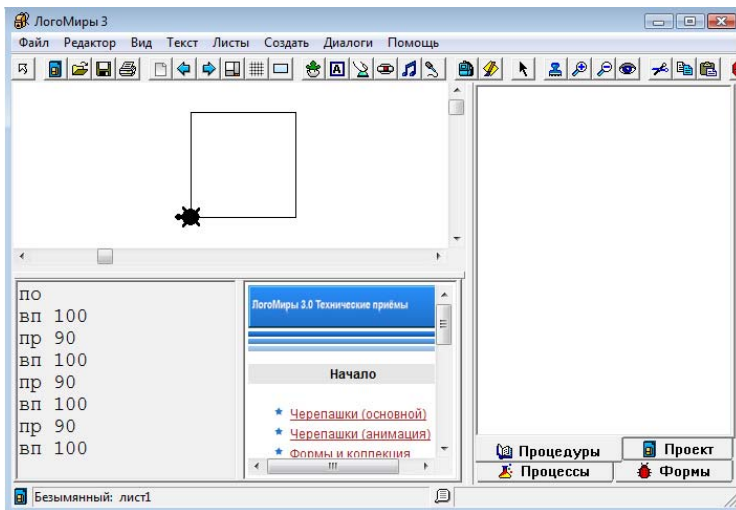 ЛогоМиры 3
Файл Редактор Вид Текст Листы Создать Диалоги Помощь
по
вп 100
пр 90
вп 100
пр 90
вп 100
пр 90
вп 100
ЛогоМиры 3.0 Технические приёмы
Начало
Черепашки (основной)
Черепашки (анимация)
Формы и коллекция
Процедуры
Проект
Процессы
Формы
Безымянный: лист1